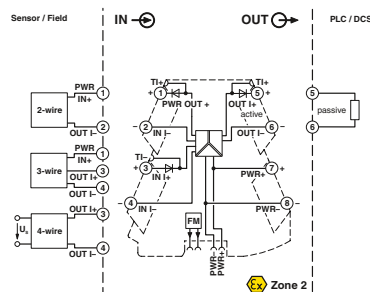 Sensor / Field
IN
OUT
PLC / DCS
PWR
IN+
1
2-wire
OUT I–
2
PWR
1
3-wire
OUT I+
3
OUT I–
4
Us
4-wire
OUT I+
3
OUT I–
4
TI+
+
1
PWR OUT +
–
2
IN I–
TI–
+
3
IN I+
–
4
IN I–
TI+
5
+
OUT I+
active
6
–
OUT I–
7
+
PWR+
8
–
PWR–
FM
PWR–
PWR+
5
passive
6
Ex Zone 2